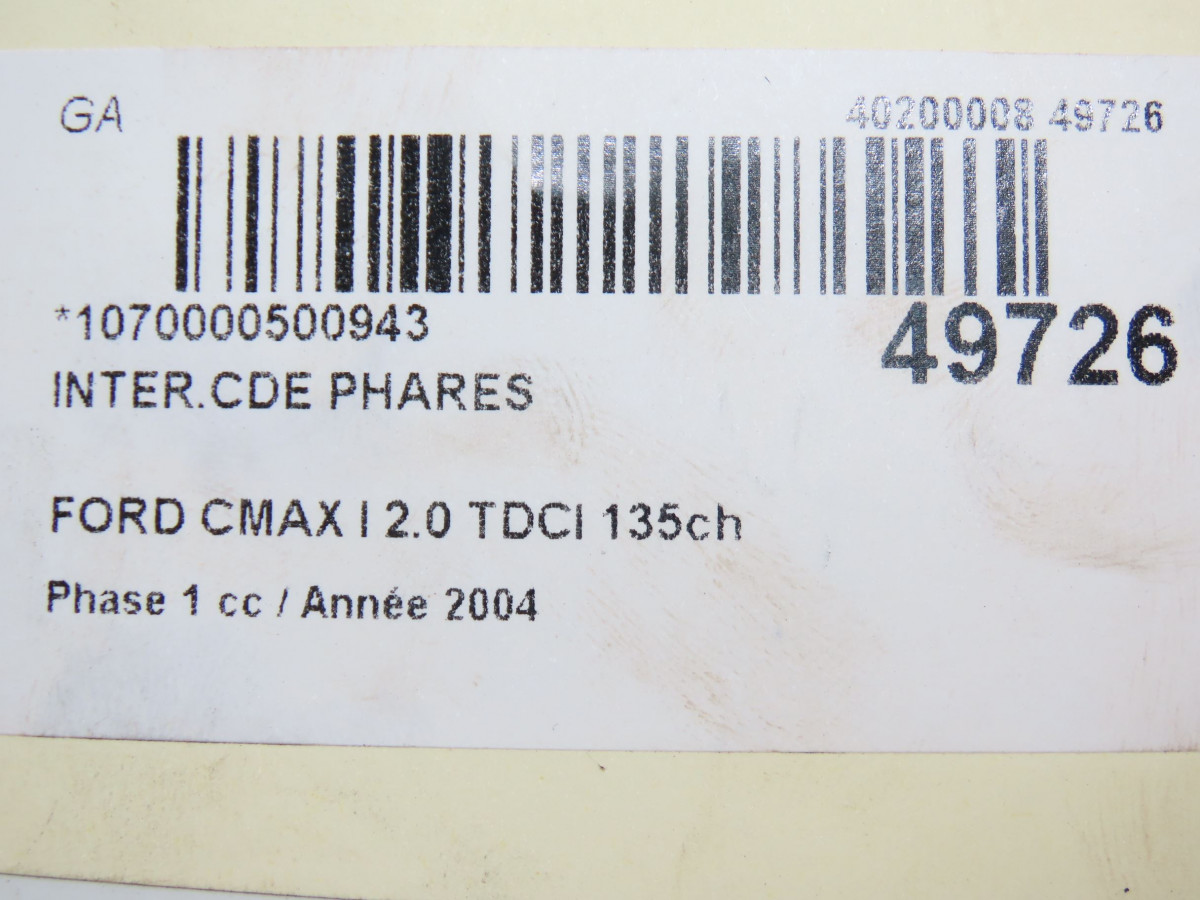 GA 40200008 49726
*1070000500943
49726
INTER.CDE PHARES
FORD CMAX I 2.0 TDCI 135ch
Phase 1 cc / Année 2004